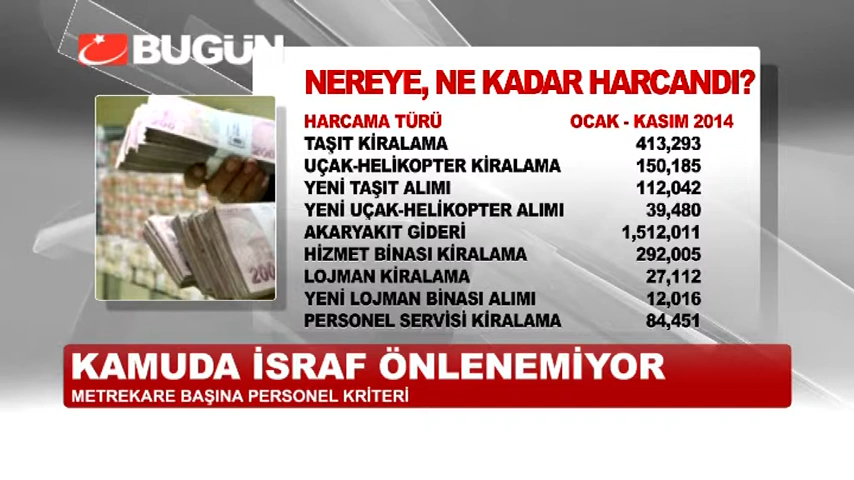 BUGÜN
NEREYE, NE KADAR HARCANDI?
HARCAMA TÜRÜ OCAK - KASIM 2014
TAŞIT KİRALAMA 413,293
UÇAK-HELİKOPTER KİRALAMA 150,185
YENİ TAŞIT ALIMI 112,042
YENİ UÇAK-HELİKOPTER ALIMI 39,480
AKARYAKIT GİDERİ 1,512,011
HİZMET BİNASI KİRALAMA 292,005
LOJMAN KİRALAMA 27,112
YENİ LOJMAN BİNASI ALIMI 12,016
PERSONEL SERVİSİ KİRALAMA 84,451
200
200
KAMUDA İSRAF ÖNLENEMİYOR
METREKARE BAŞINA PERSONEL KRİTERİ